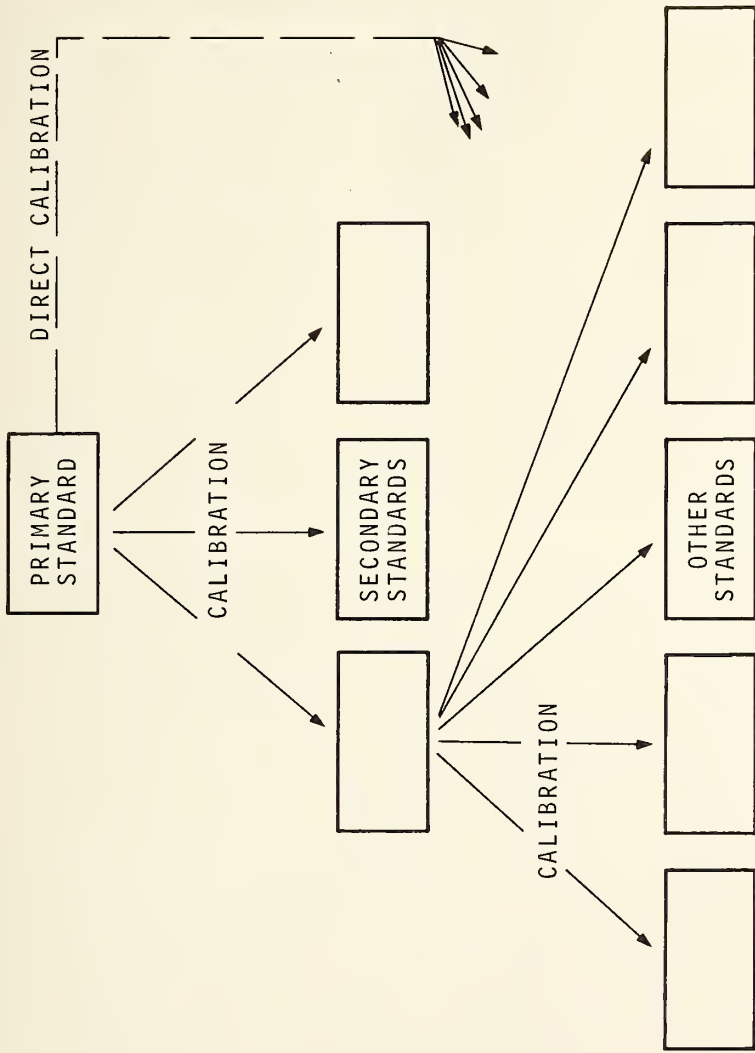 PRIMARY
STANDARD
DIRECT CALIBRATION
CALIBRATION
SECONDARY
STANDARDS
CALIBRATION
OTHER
STANDARDS